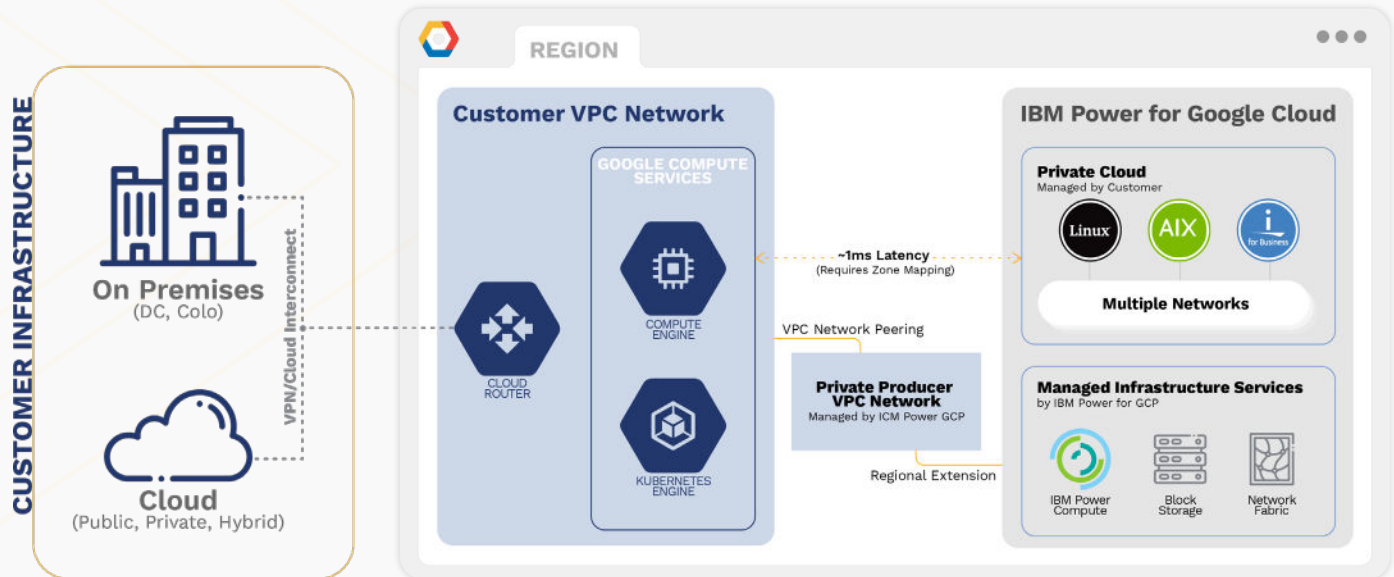 CUSTOMER INFRASTRUCTURE
On Premises
(DC, Colo)
Cloud
(Public, Private, Hybrid)
VPN/Cloud Interconnect
REGION
Customer VPC Network
GOOGLE COMPUTE
SERVICES
CLOUD
ROUTER
COMPUTE
ENGINE
KUBERNETES
ENGINE
~1ms Latency
(Requires Zone Mapping)
VPC Network Peering
Private Producer
VPC Network
Managed by ICM Power GCP
Regional Extension
IBM Power for Google Cloud
Private Cloud
Managed by Customer
Linux
AIX
i
for Business
Multiple Networks
Managed Infrastructure Services
by IBM Power for GCP
IBM Power
Compute
Block
Storage
Network
Fabric